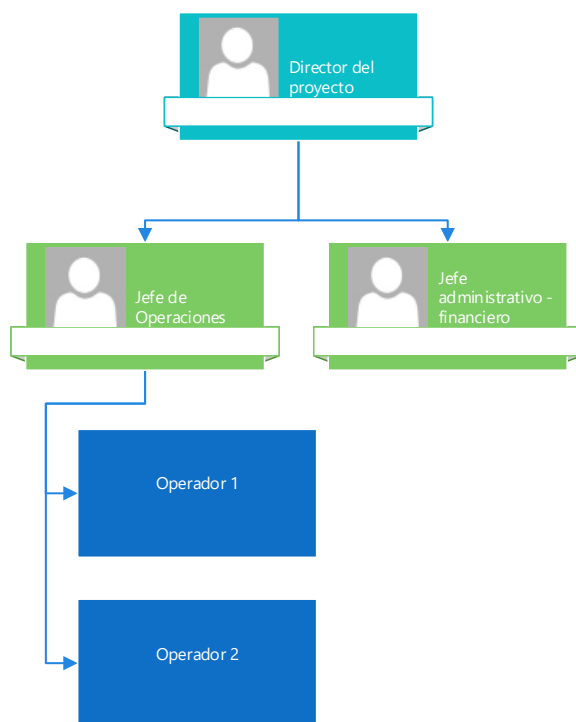 Director del
proyecto
Jefe de
Operaciones
Jefe
administrativo -
financiero
Operador 1
Operador 2